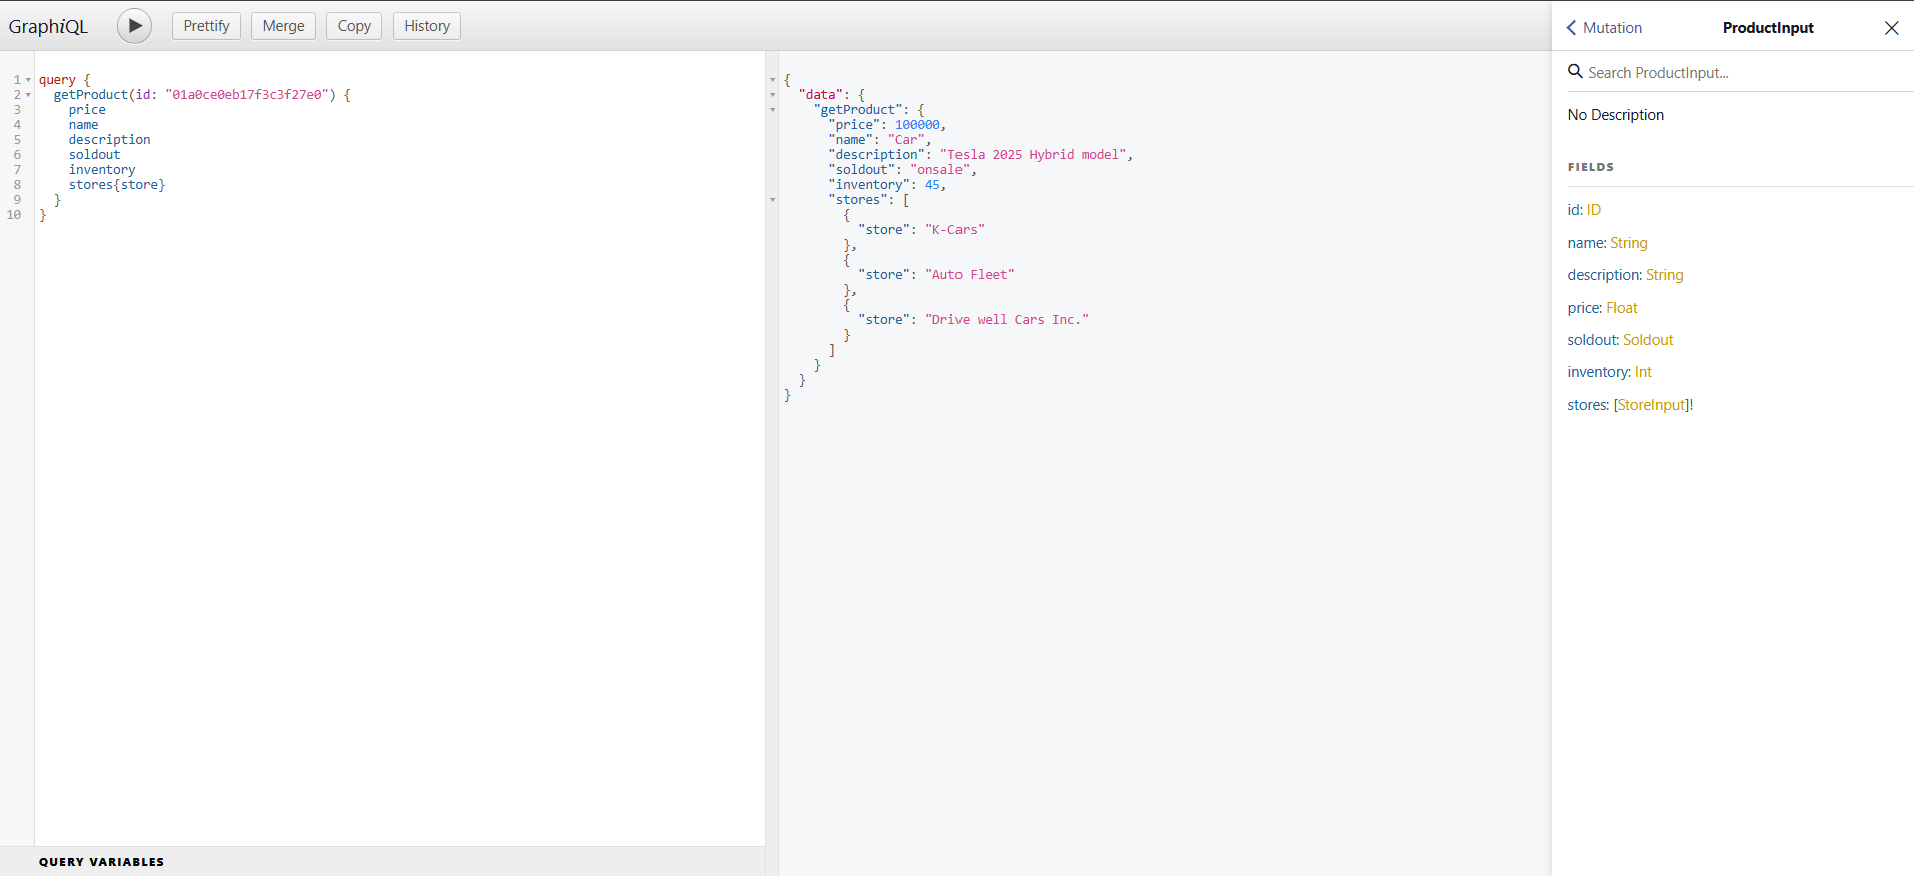 GraphiQL
Prettify
Merge
Copy
History
1 query {
2 getProduct(id: "01a0ce0eb17f3c3f27e0") {
3 price
4 name
5 description
6 soldout
7 inventory
8 stores{store}
9 }
10 }
QUERY VARIABLES
{
"data": {
"getProduct": {
"price": 100000,
"name": "Car",
"description": "Tesla 2025 Hybrid model",
"soldout": "onsale",
"inventory": 45,
"stores": [
{
"store": "K-Cars"
},
{
"store": "Auto Fleet"
},
{
"store": "Drive well Cars Inc."
}
]
}
}
}
Mutation
ProductInput
Search ProductInput...
No Description
FIELDS
id: ID
name: String
description: String
price: Float
soldout: Soldout
inventory: Int
stores: [StoreInput]!